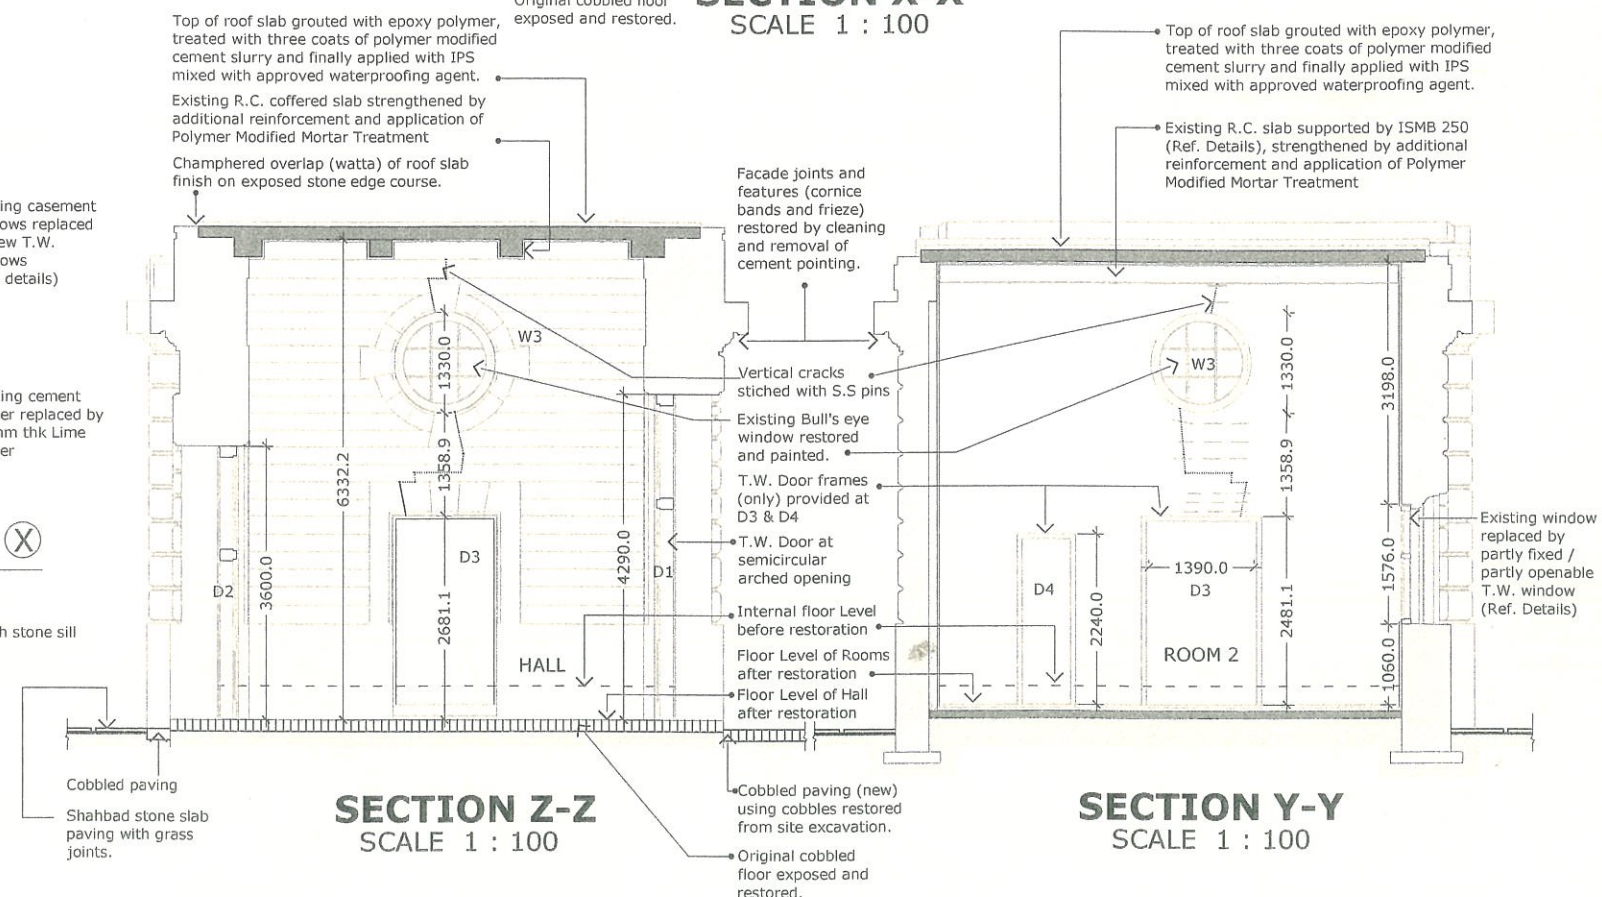 Original cobbled floor
exposed and restored.
SECTION X-X
SCALE 1 : 100
Top of roof slab grouted with epoxy polymer,
treated with three coats of polymer modified
cement slurry and finally applied with IPS
mixed with approved waterproofing agent.
Existing R.C. coffered slab strengthened by
additional reinforcement and application of
Polymer Modified Mortar Treatment
Champhered overlap (watta) of roof slab
finish on exposed stone edge course.
Top of roof slab grouted with epoxy polymer,
treated with three coats of polymer modified
cement slurry and finally applied with IPS
mixed with approved waterproofing agent.
Existing R.C. slab supported by ISMB 250
(Ref. Details), strengthened by additional
reinforcement and application of Polymer
Modified Mortar Treatment
ing casement
ows replaced
ew T.W.
ows
details)
ing cement
er replaced by
nm thk Lime
er
X
h stone sill
Facade joints and
features (cornice
bands and frieze)
restored by cleaning
and removal of
cement pointing.
Vertical cracks
stiched with S.S pins
Existing Bull's eye
window restored
and painted.
T.W. Door frames
(only) provided at
D3 & D4
T.W. Door at
semicircular
arched opening
Internal floor Level
before restoration
Floor Level of Rooms
after restoration
Floor Level of Hall
after restoration
W3
1330.0
1358.9
6332.2
D3
2681.1
D2
3600.0
4290.0
D1
HALL
W3
1330.0
3198.0
1358.9
1390.0
D3
D4
2240.0
2481.1
1576.0
1060.0
ROOM 2
Existing window
replaced by
partly fixed /
partly openable
T.W. window
(Ref. Details)
Cobbled paving
Shahbad stone slab
paving with grass
joints.
SECTION Z-Z
SCALE 1 : 100
Cobbled paving (new)
using cobbles restored
from site excavation.
Original cobbled
floor exposed and
restored.
SECTION Y-Y
SCALE 1 : 100